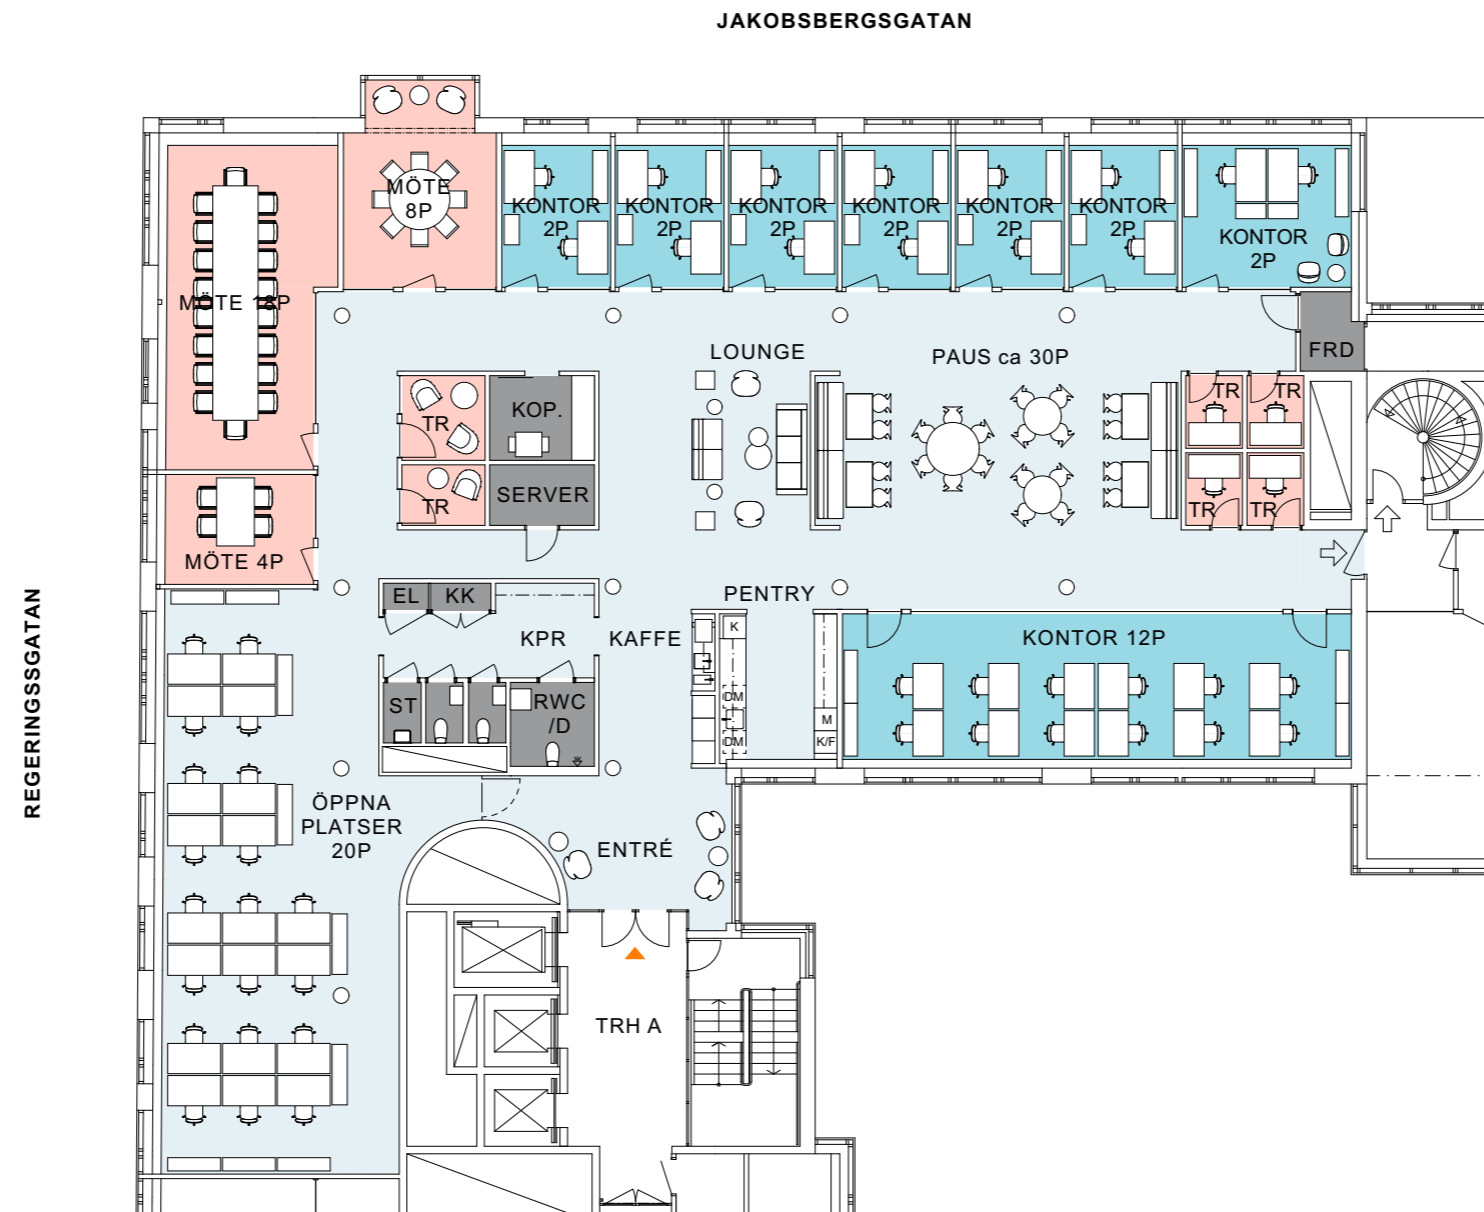 JAKOBSBERGSGATAN
MÖTE
8P
KONTOR
2P
KONTOR
2P
KONTOR
2P
KONTOR
2P
KONTOR
2P
KONTOR
2P
KONTOR
2P
MÖTE 18P
LOUNGE
PAUS ca 30P
FRD
TR
KOP.
TR
TR
TR
SERVER
TR
TR
MÖTE 4P
REGERINGSSGATAN
EL
KK
PENTRY
KPR
KAFFE
K
KONTOR 12P
ST
RWC
/D
DM
M
DM
K/F
ÖPPNA
PLATSER
20P
ENTRÉ
TRH A